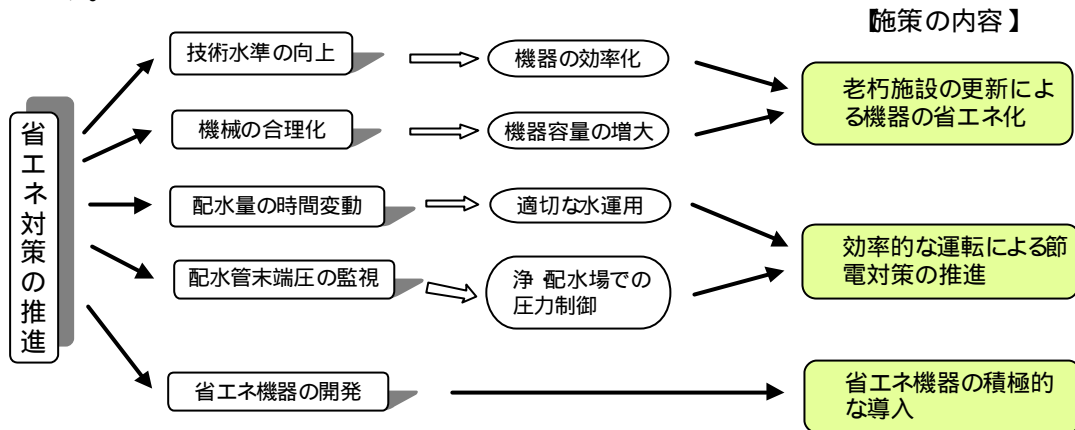 【施策の内容】
省エネ対策の推進
技術水準の向上
機器の効率化
機械の合理化
機器容量の増大
老朽施設の更新によ
る機器の省エネ化
配水量の時間変動
適切な水運用
配水管末端圧の監視
浄 配水場での
圧力制御
効率的な運転による節
電対策の推進
省エネ機器の開発
省エネ機器の積極的
な導入